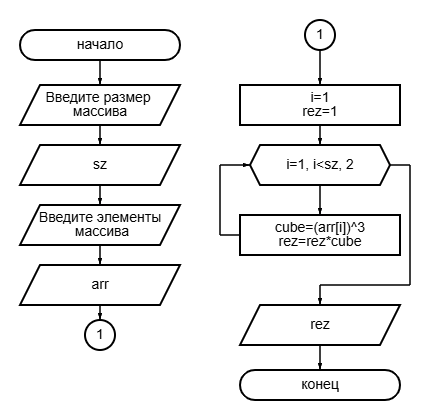 начало
Введите размер
массива
sz
Введите элементы
массива
arr
1
1
i=1
rez=1
i=1, i<sz, 2
cube=(arr[i])^3
rez=rez*cube
rez
конец